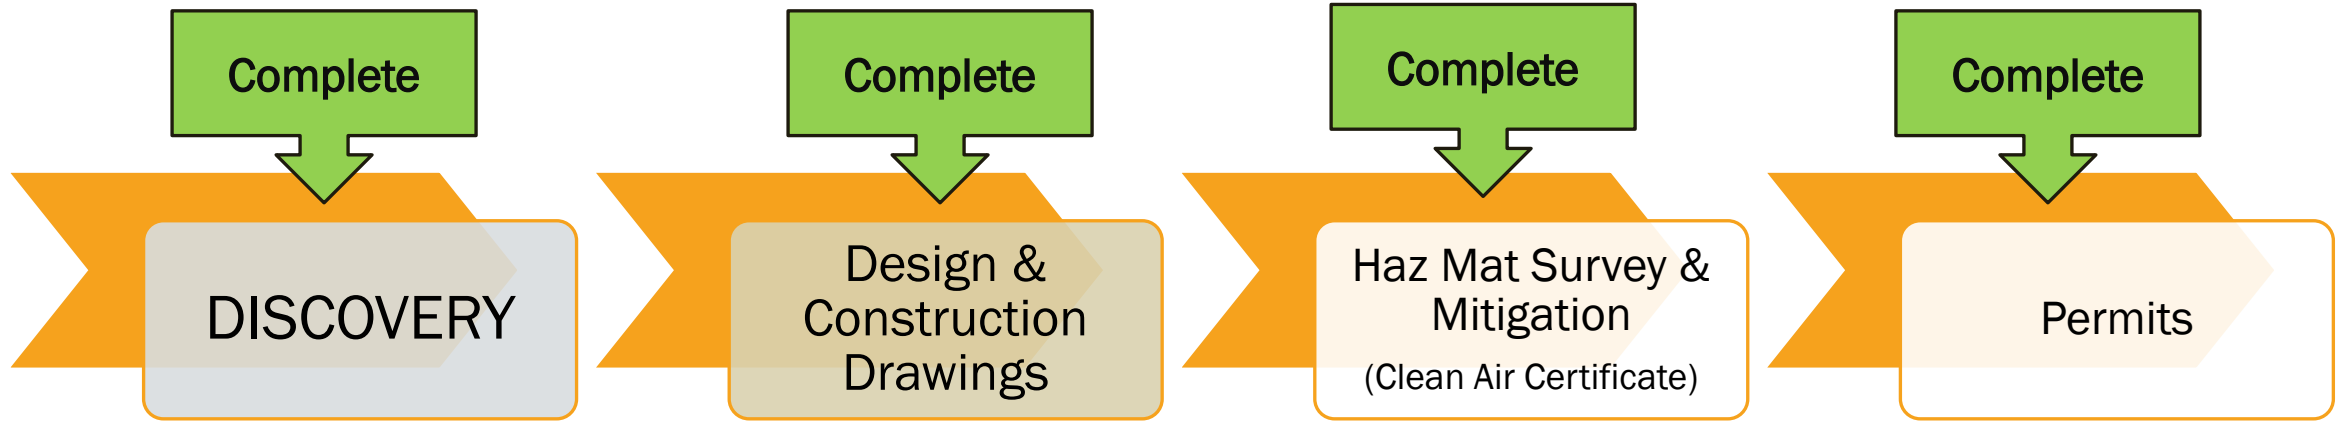 Complete
Complete
Complete
Complete
DISCOVERY
Design &
Construction
Drawings
Haz Mat Survey &
Mitigation
(Clean Air Certificate)
Permits